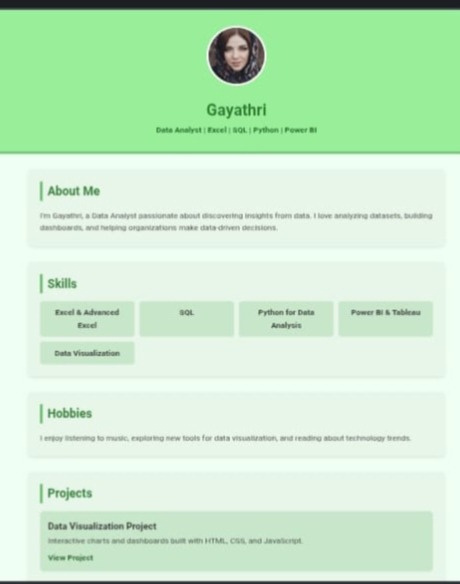 Gayathri
Data Analyst | Excel | SQL | Python | Power BI
About Me
I'm Gayathri, a Data Analyst passionate about discovering insights from data. I love analyzing datasets, building
dashboards, and helping organizations make data-driven decisions.
Skills
Excel & Advanced
Excel
SQL
Python for Data
Analysis
Power BI & Tableau
Data Visualization
Hobbies
I enjoy listening to music, exploring new tools for data visualization, and reading about technology trends.
Projects
Data Visualization Project
Interactive charts and dashboards built with HTML, CSS, and JavaScript.
View Project